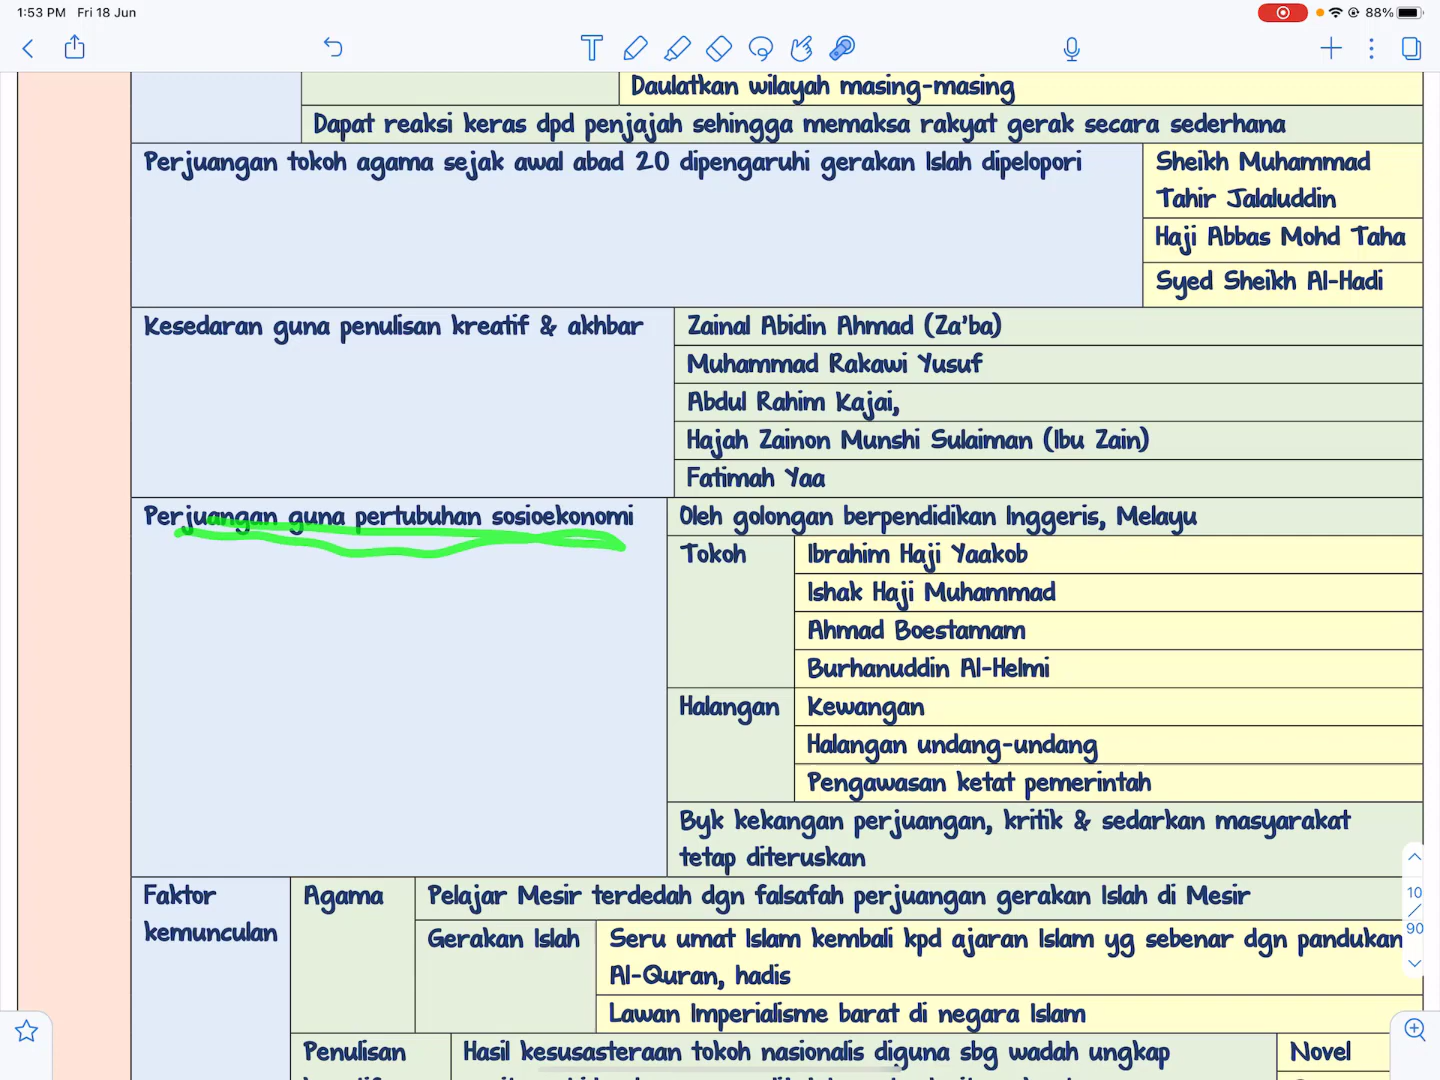 1:53 PM Fri 18 Jun
88%
Daulatkan wilayah masing-masing
Dapat reaksi keras dpd penjajah sehingga memaksa rakyat gerak secara sederhana
Perjuangan tokoh agama sejak awal abad 20 dipengaruhi gerakan Islah dipelopori
Sheikh Muhammad
Tahir Jalaluddin
Haji Abbas Mohd Taha
Syed Sheikh Al-Hadi
Kesedaran guna penulisan kreatif & akhbar
Zainal Abidin Ahmad (Za'ba)
Muhammad Rakawi Yusuf
Abdul Rahim Kajai,
Hajah Zainon Munshi Sulaiman (Ibu Zain)
Fatimah Yaa
Perjuangan guna pertubuhan sosioekonomi
Oleh golongan berpendidikan Inggeris, Melayu
Tokoh
Ibrahim Haji Yaakob
Ishak Haji Muhammad
Ahmad Boestamam
Burhanuddin Al-Helmi
Halangan
Kewangan
Halangan undang-undang
Pengawasan ketat pemerintah
Byk kekangan perjuangan, kritik & sedarkan masyarakat
tetap diteruskan
Faktor
kemunculan
Agama
Pelajar Mesir terdedah dgn falsafah perjuangan gerakan Islah di Mesir
Gerakan Islah
Seru umat Islam kembali kpd ajaran Islam yg sebenar dgn pandukan
Al-Quran, hadis
Lawan Imperialisme barat di negara Islam
Penulisan
Hasil kesusasteraan tokoh nasionalis diguna sbg wadah ungkap
Novel
10
/
90